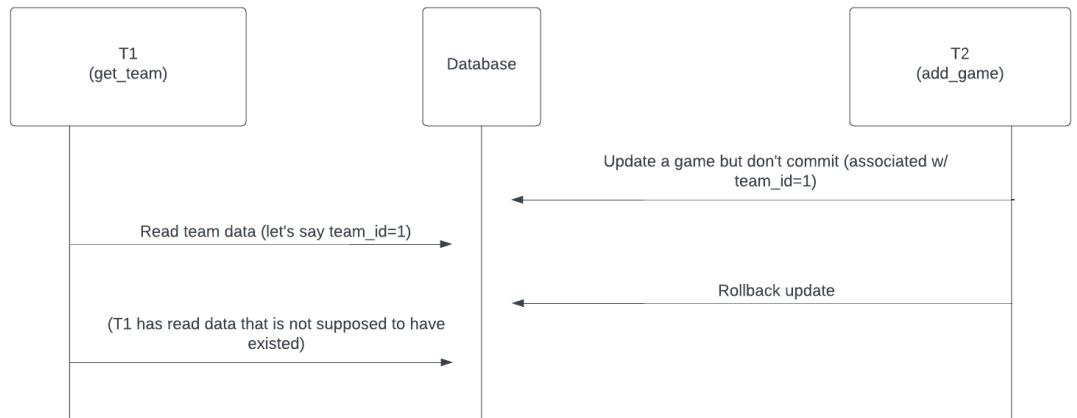 T1
(get_team)
Database
T2
(add_game)
Update a game but don't commit (associated w/
team_id=1)
Read team data (let's say team_id=1)
Rollback update
(T1 has read data that is not supposed to have
existed)